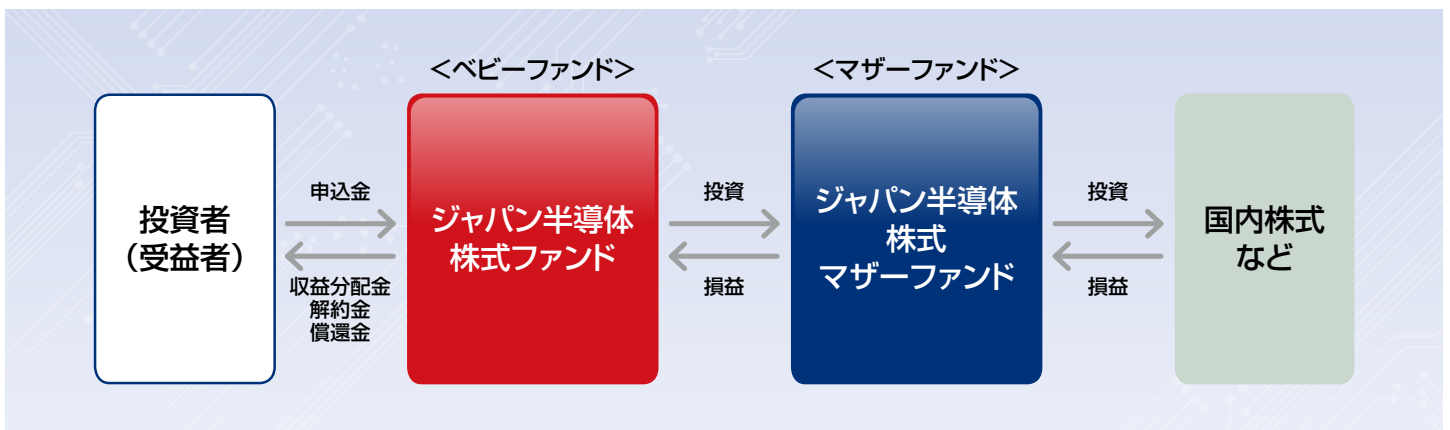 <ベビーファンド>
<マザーファンド>
投資者
（受益者）
申込金
収益分配金
解約金
償還金
ジャパン半導体
株式ファンド
投資
損益
ジャパン半導体
株式
マザーファンド
投資
損益
国内株式
など